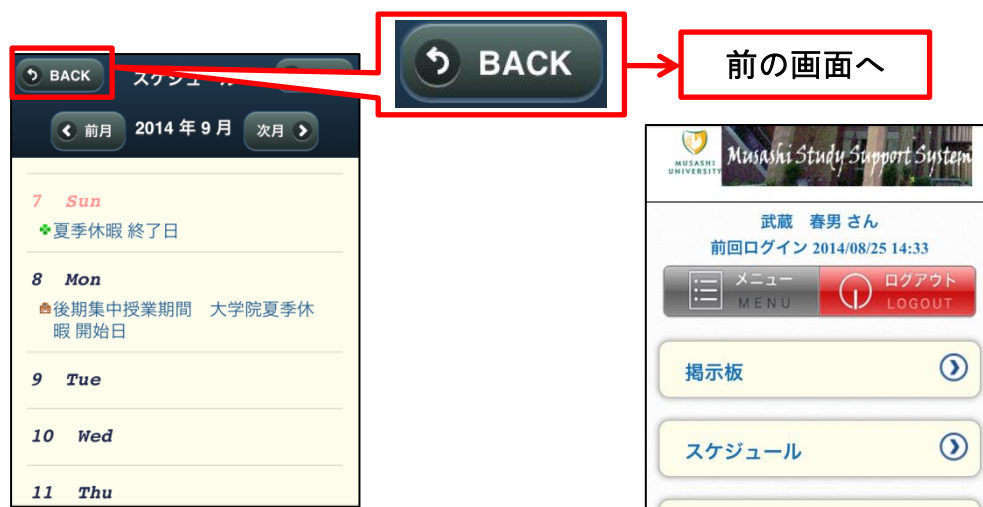 BACK
前の画面へ
BACK
スケジュール
前月
2014 年 9 月
次月
7 Sun
夏季休暇 終了日
8 Mon
後期集中授業期間 大学院夏季休
暇 開始日
9 Tue
10 Wed
11 Thu
MUSASHI
UNIVERSITY
Musashi Study Support System
武蔵 春男 さん
前回ログイン 2014/08/25 14:33
メニュー
MENU
ログアウト
LOGOUT
掲示板
スケジュール